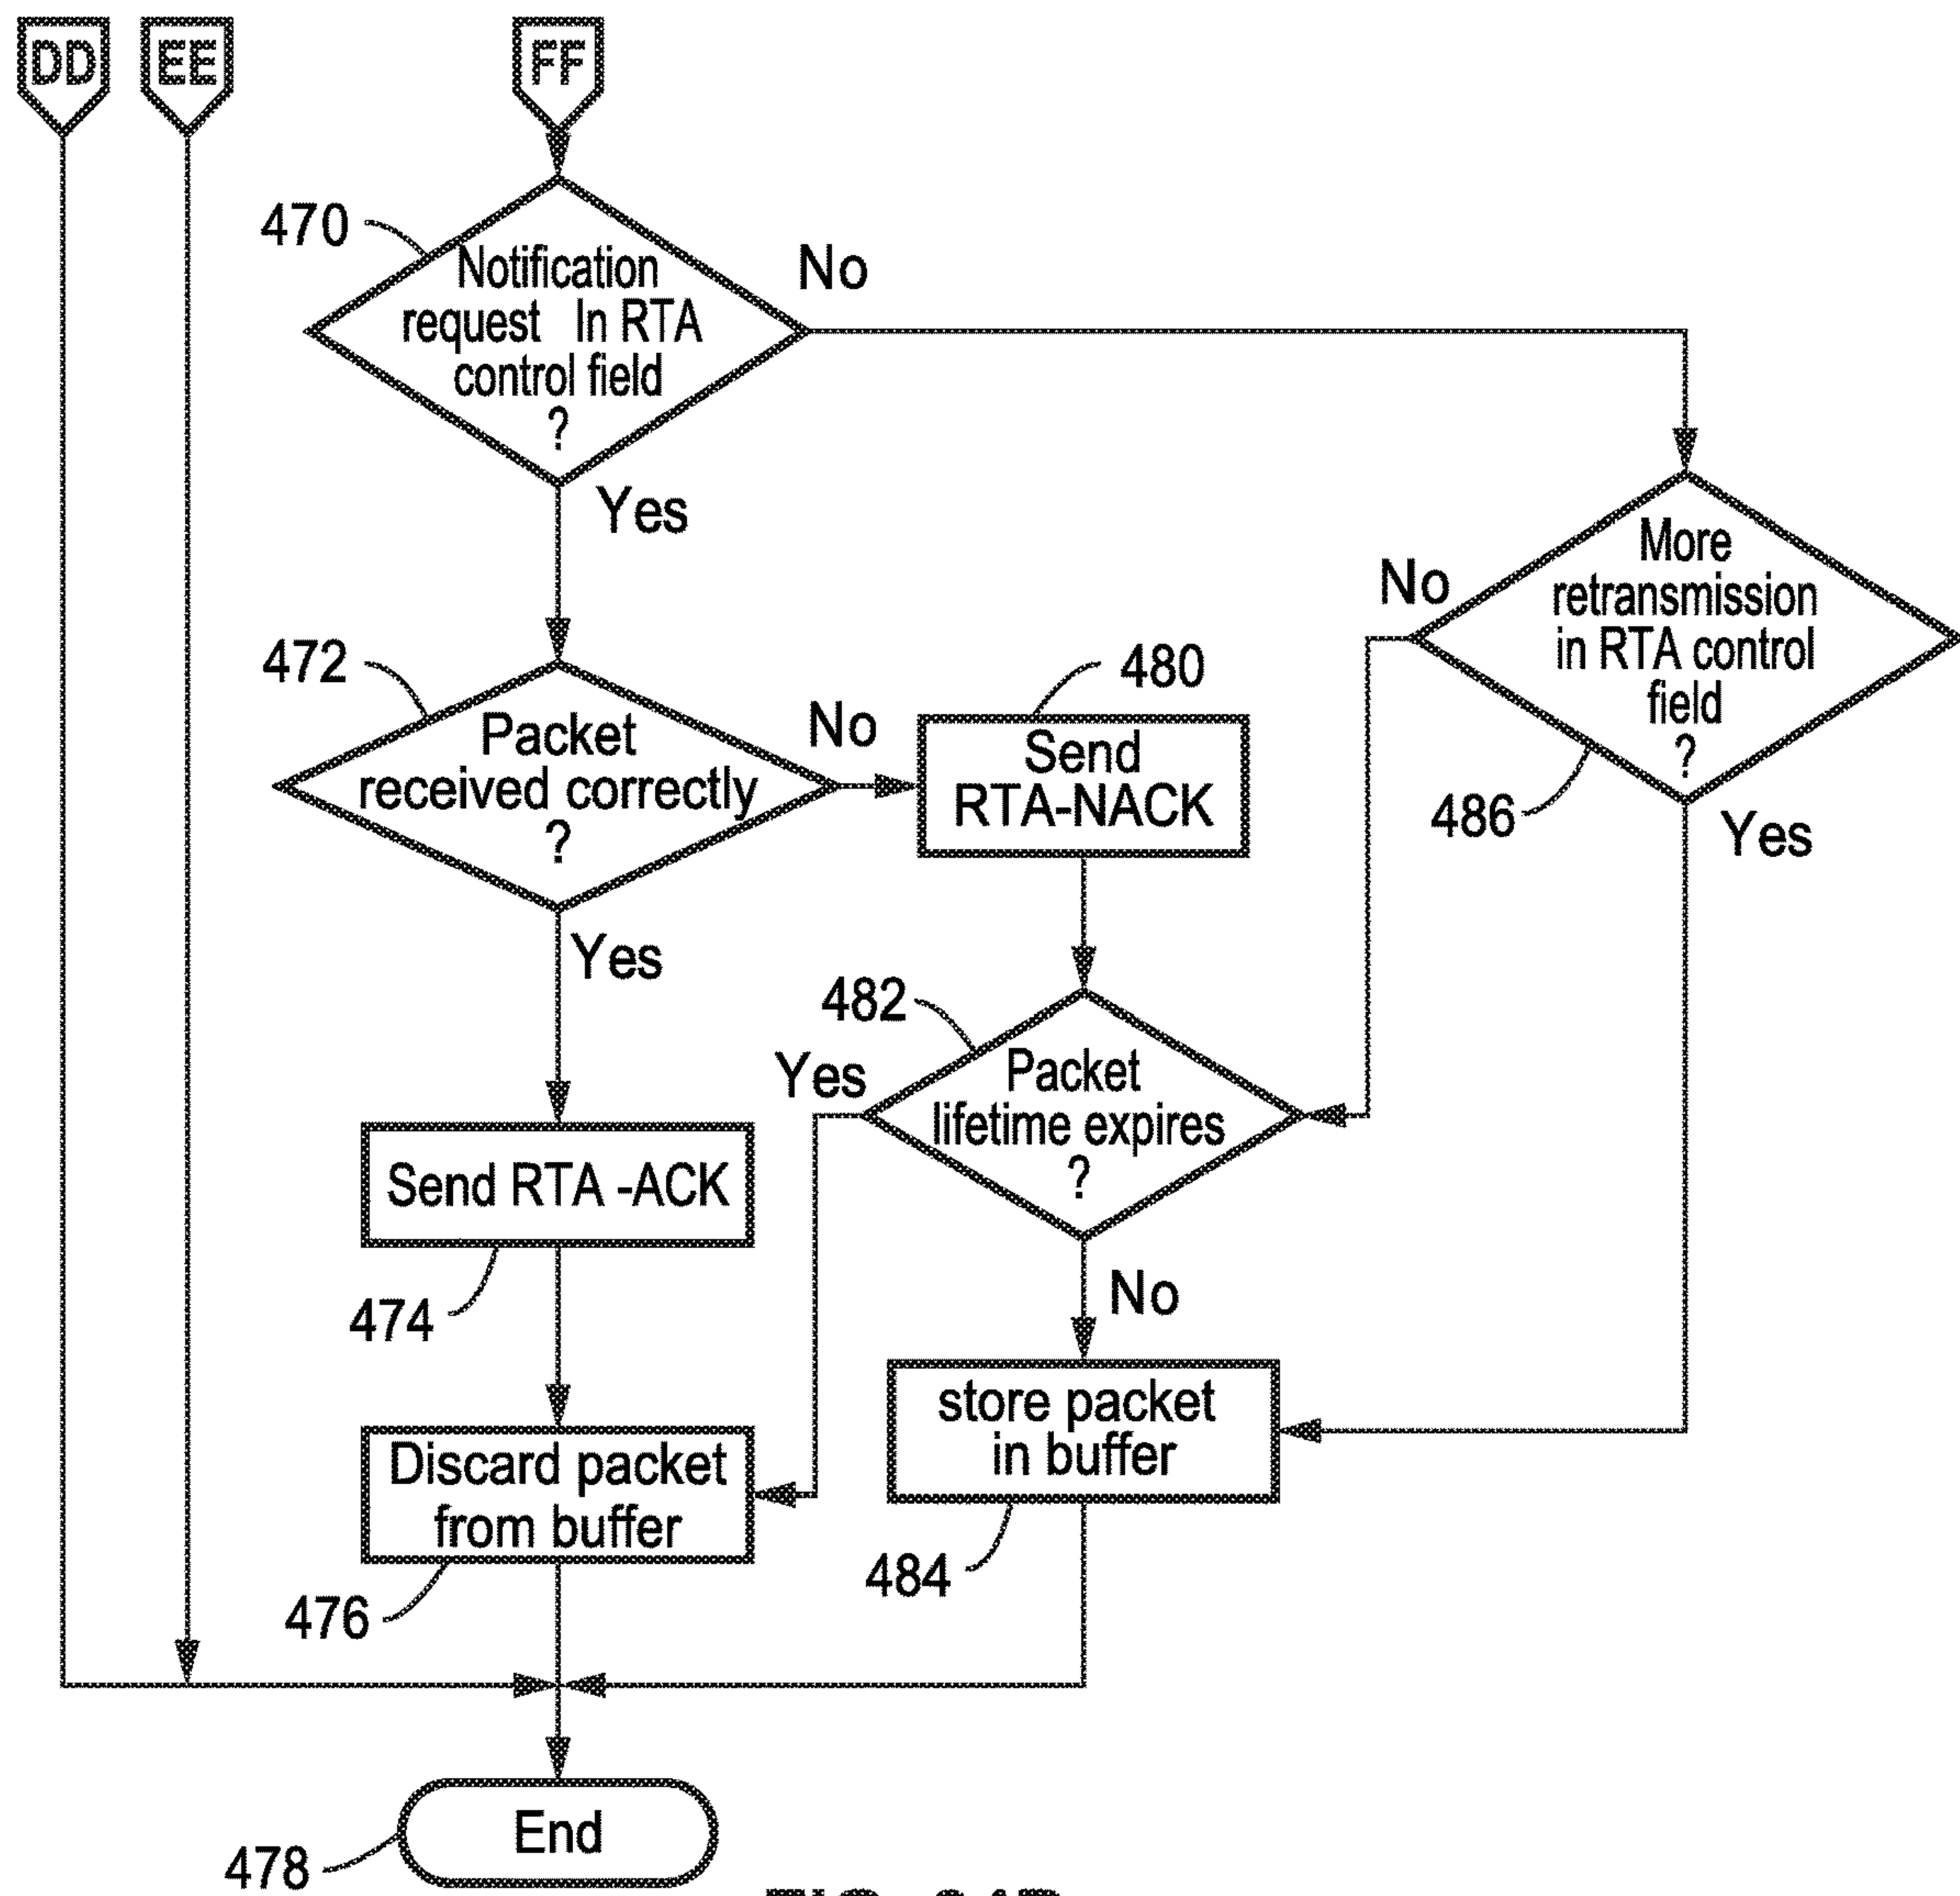 DD
EE
FF
470
Notification
request In RTA
control field
?
No
Yes
472
Packet
received correctly
?
No
Yes
480
Send
RTA-NACK
More
retransmission
in RTA control
field
?
No
486
Yes
482
Packet
lifetime expires
?
Yes
No
Send RTA -ACK
474
Discard packet
from buffer
476
store packet
in buffer
484
End
478